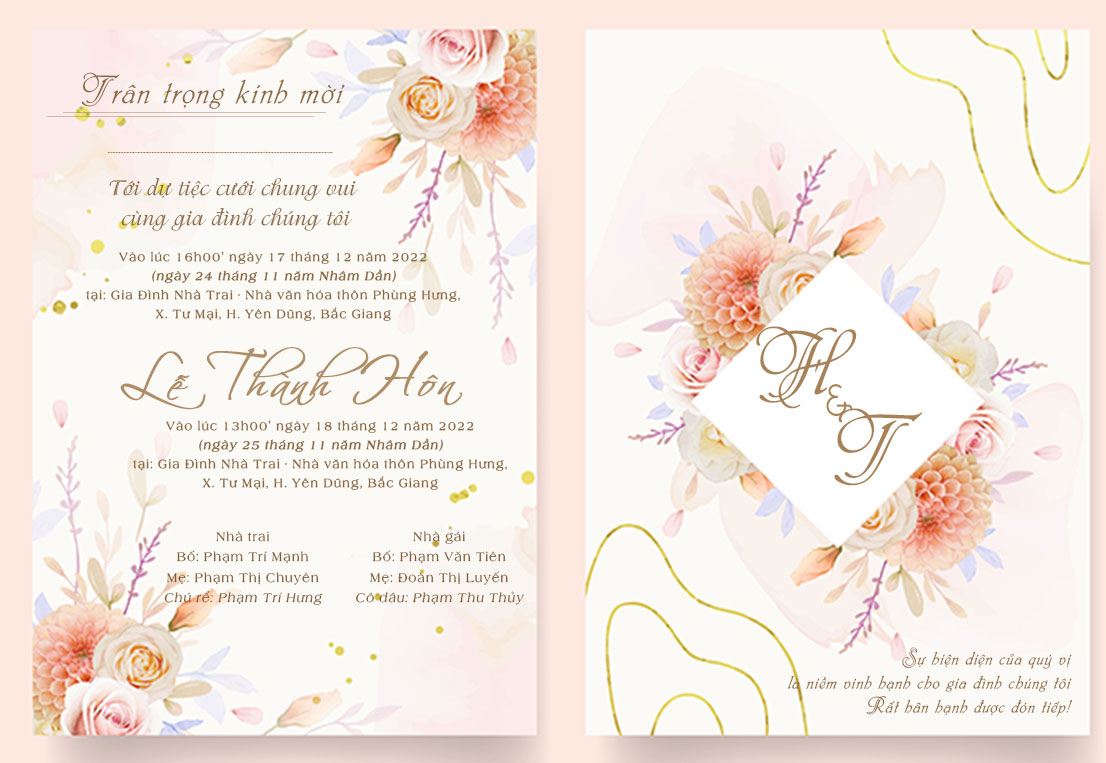 Trân trọng kính mời
Tới dự tiệc cưới chung vui
cùng gia đình chúng tôi
Vào lúc 16h00' ngày 17 tháng 12 năm 2022
(ngày 24 tháng 11 năm Nhâm Dần)
tại: Gia Đình Nhà Trai - Nhà văn hóa thôn Phùng Hưng,
X. Tư Mại, H. Yên Dũng, Bắc Giang
Lễ Thành Hôn
Vào lúc 13h00' ngày 18 tháng 12 năm 2022
(ngày 25 tháng 11 năm Nhâm Dần)
tại: Gia Đình Nhà Trai - Nhà văn hóa thôn Phùng Hưng,
X. Tư Mại, H. Yên Dũng, Bắc Giang
Nhà trai
Bố: Phạm Trí Mạnh
Mẹ: Phạm Thị Chuyên
Chú rể: Phạm Trí Hưng
Nhà gái
Bố: Phạm Văn Tiên
Mẹ: Đoần Thị Luyến
Cô dâu: Phạm Thu Thủy
H
&
T
Sự hiện diện của quý vị
là niềm vinh hạnh cho gia đình chúng tôi
Rất hân hạnh được đón tiếp!